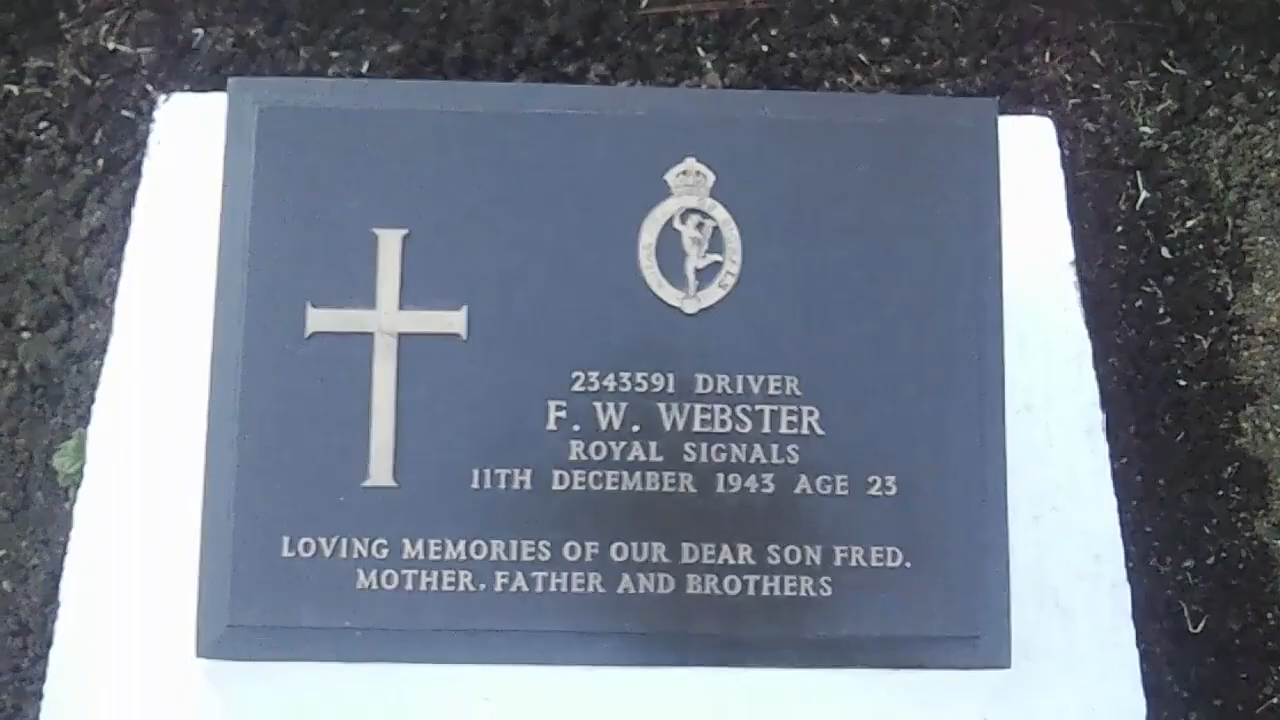 2343591 DRIVER
F. W. WEBSTER
ROYAL SIGNALS
11TH DECEMBER 1943 AGE 23
LOVING MEMORIES OF OUR DEAR SON FRED.
MOTHER, FATHER AND BROTHERS